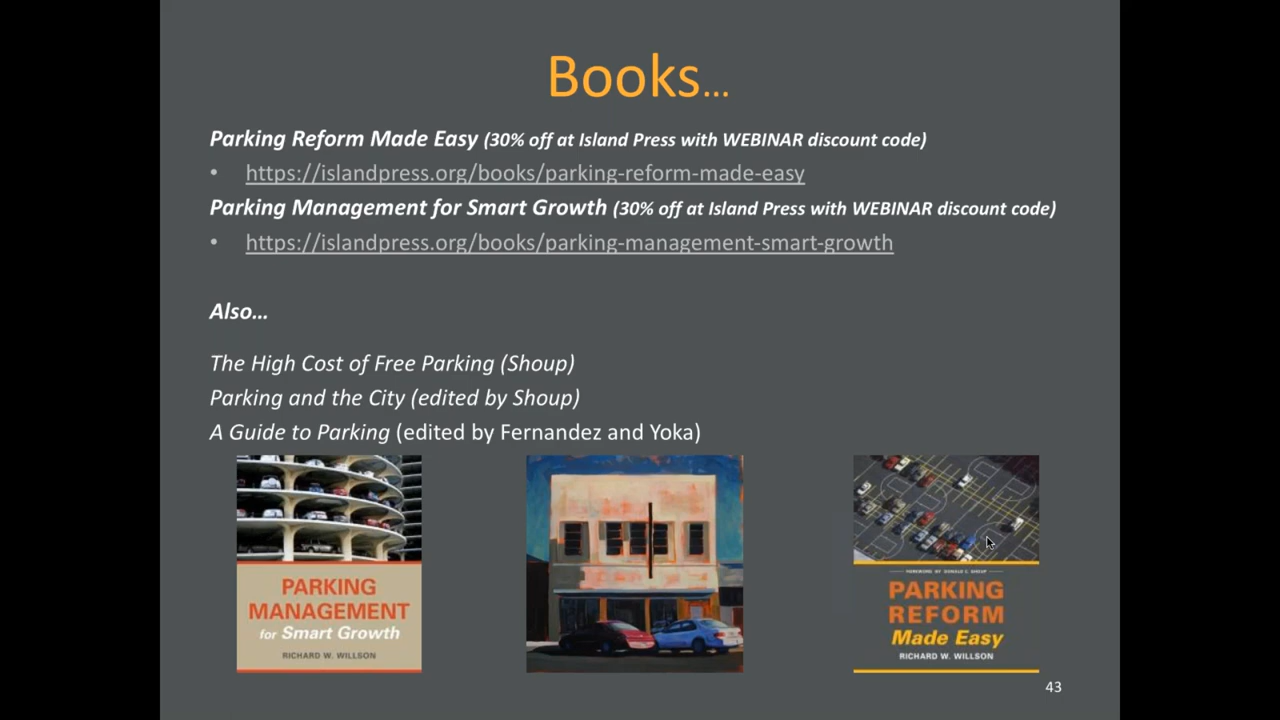 Books...
Parking Reform Made Easy (30% off at Island Press with WEBINAR discount code)
• https://islandpress.org/books/parking-reform-made-easy
Parking Management for Smart Growth (30% off at Island Press with WEBINAR discount code)
• https://islandpress.org/books/parking-management-smart-growth
Also...
The High Cost of Free Parking (Shoup)
Parking and the City (edited by Shoup)
A Guide to Parking (edited by Fernandez and Yoka)
PARKING
MANAGEMENT
for Smart Growth
RICHARD W. WILLSON
FOREWORD BY DONALD C. SHOUP
PARKING
REFORM
Made Easy
RICHARD W. WILLSON
43